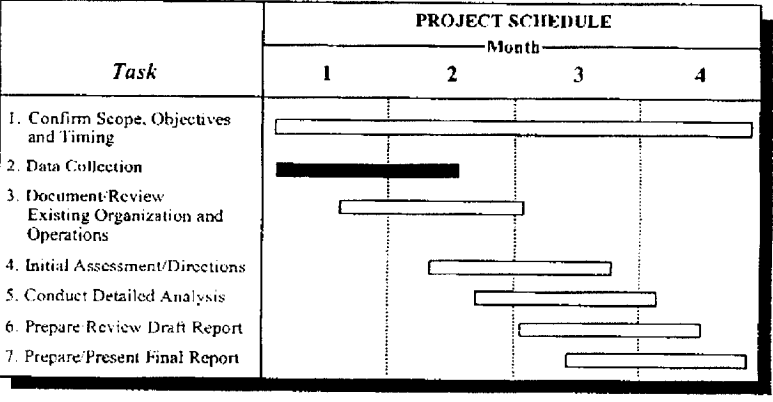 PROJECT SCHEDULE
Month
Task
1 2 3 4
1. Confirm Scope, Objectives
and Timing
2. Data Collection
3. Document/Review
Existing Organization and
Operations
4. Initial Assessment/Directions
5. Conduct Detailed Analysis
6. Prepare Review Draft Report
7. Prepare/Present Final Report